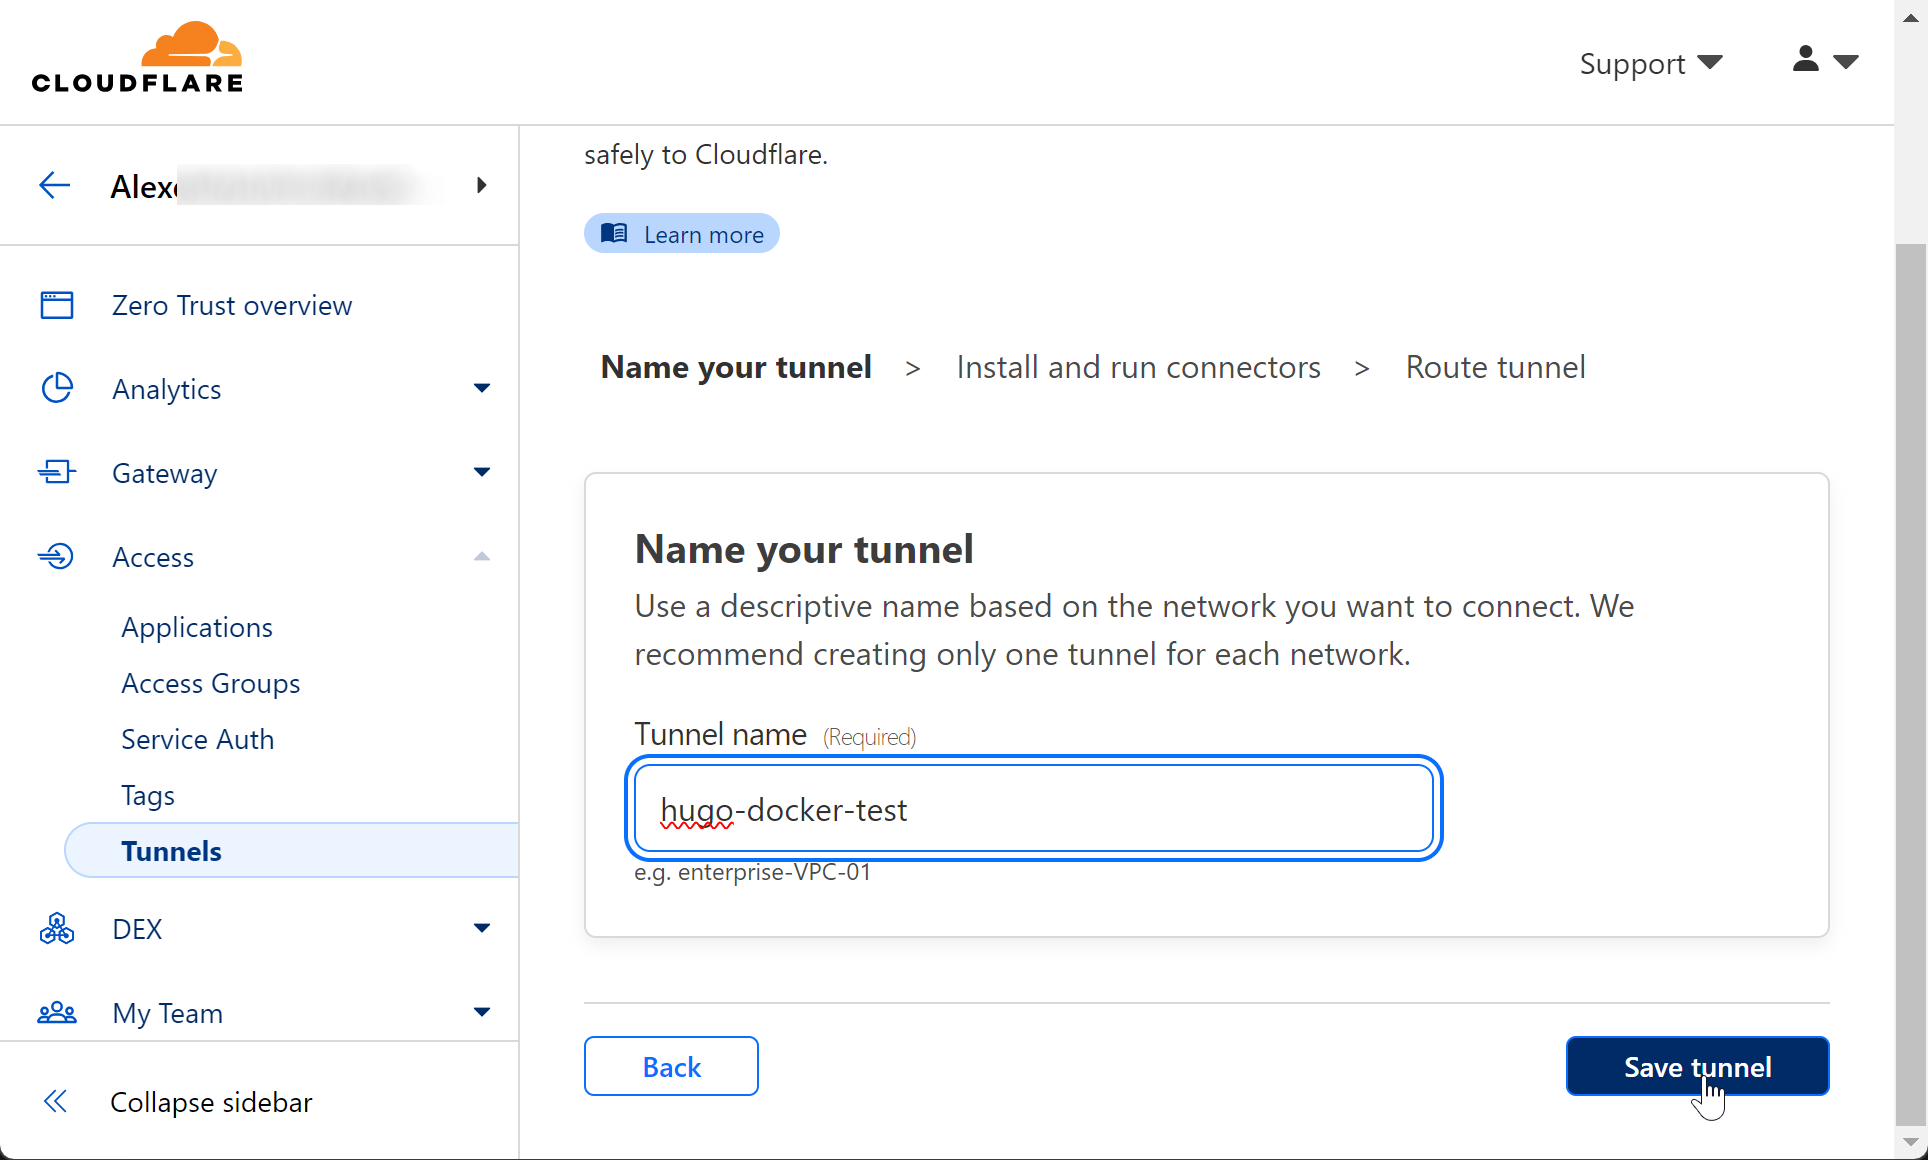 CLOUDFLARE
Support
Alex
Zero Trust overview
Analytics
Gateway
Access
Applications
Access Groups
Service Auth
Tags
Tunnels
DEX
My Team
Collapse sidebar
safely to Cloudflare.
Learn more
Name your tunnel > Install and run connectors > Route tunnel
Name your tunnel
Use a descriptive name based on the network you want to connect. We
recommend creating only one tunnel for each network.
Tunnel name (Required)
hugo-docker-test
e.g. enterprise-VPC-01
Back
Save tunnel